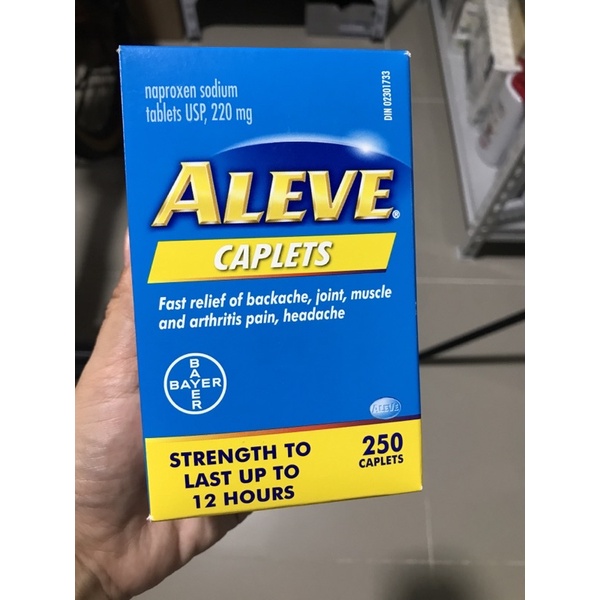 naproxen sodium
tablets USP, 220 mg
DIN 02301733
ALEVE®
CAPLETS
Fast relief of backache, joint, muscle
and arthritis pain, headache
BAYER
BAYER
ALEVE
STRENGTH TO
LAST UP TO
12 HOURS
250
CAPLETS